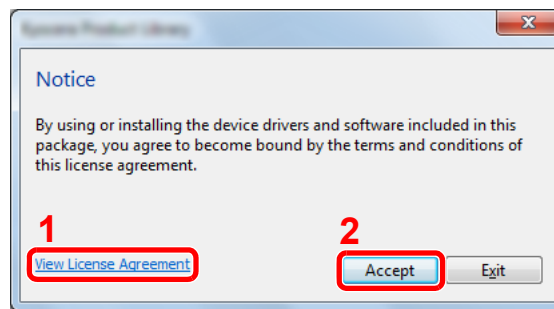 Notice
By using or installing the device drivers and software included in this
package, you agree to become bound by the terms and conditions of
this license agreement.
1
2
View License Agreement
Accept
Exit